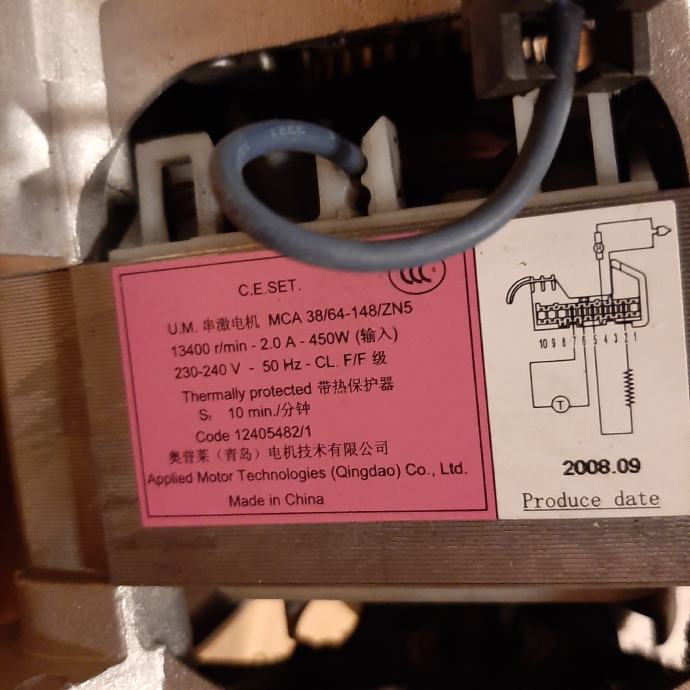 C.E.SET.
CCC
U.M. 串激电机 MCA 38/64-148/ZN5
13400 r/min - 2.0 A - 450W (输入)
230-240 V - 50 Hz - CL. F/F 级
Thermally protected 带热保护器
10 min./分钟
Code 12405482/1
奥普莱（青岛）电机技术有限公司
Applied Motor Technologies (Qingdao) Co., Ltd.
Made in China
10 9 8 7 6 5 4 3 2 1
T
2008.09
Produce date